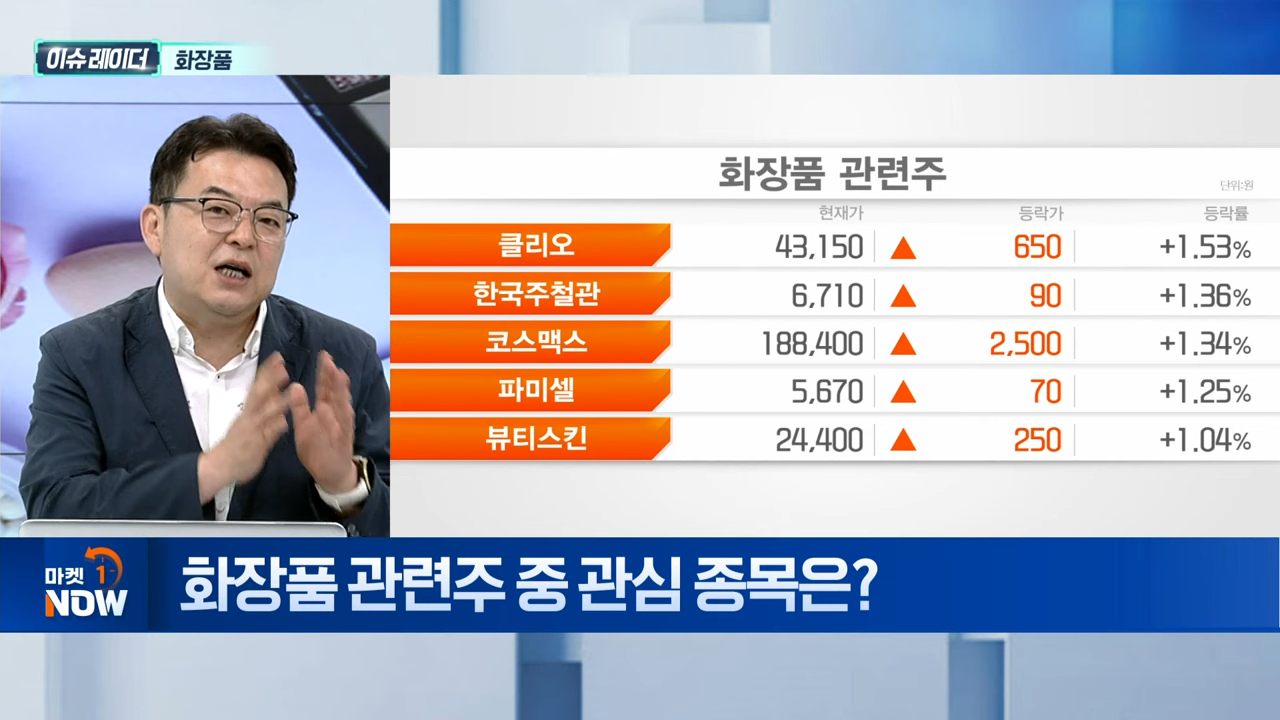 이슈 레이더 화장품
화장품 관련주
단위:원
현재가 등락가 등락률
클리오 43,150 ▲ 650 +1.53%
한국주철관 6,710 ▲ 90 +1.36%
코스맥스 188,400 ▲ 2,500 +1.34%
파미셀 5,670 ▲ 70 +1.25%
뷰티스킨 24,400 ▲ 250 +1.04%
마켓 1
NOW
화장품 관련주 중 관심 종목은?